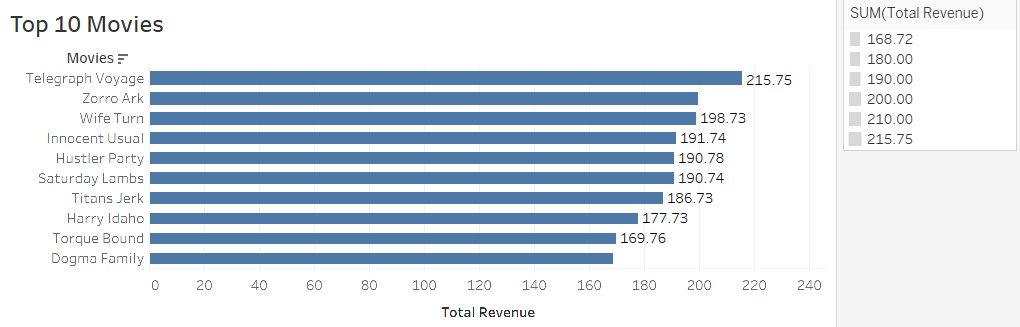 Top 10 Movies
Movies
Telegraph Voyage 215.75
Zorro Ark
Wife Turn 198.73
Innocent Usual 191.74
Hustler Party 190.78
Saturday Lambs 190.74
Titans Jerk 186.73
Harry Idaho 177.73
Torque Bound 169.76
Dogma Family
0 20 40 60 80 100 120 140 160 180 200 220 240
Total Revenue
SUM(Total Revenue)
168.72
180.00
190.00
200.00
210.00
215.75